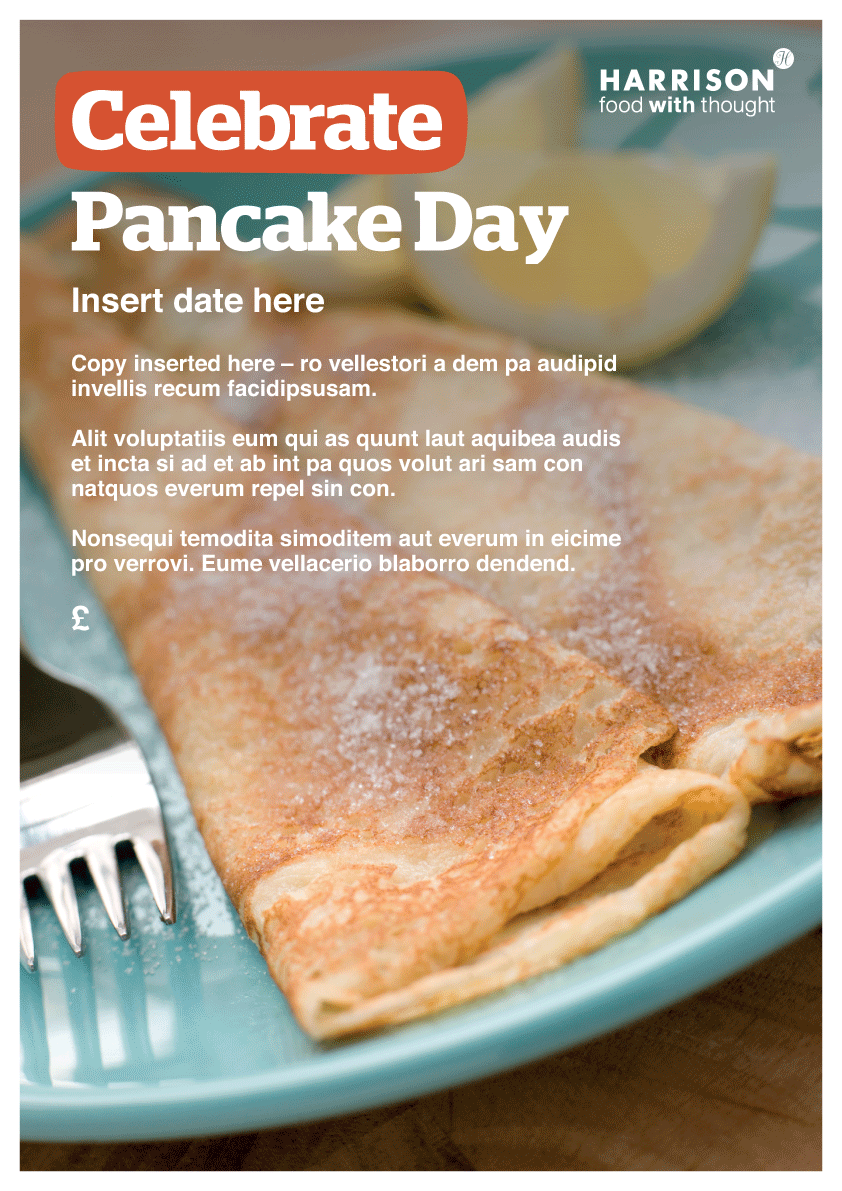 Celebrate
HARRISON
food with thought
Pancake Day
Insert date here
Copy inserted here – ro vellestori a dem pa audipid
invellis recum facidipsusam.
Alit voluptatiis eum qui as quunt laut aquibea audis
et incta si ad et ab int pa quos volut ari sam con
natquos everum repel sin con.
Nonsequi temodita simoditem aut everum in eicime
pro verrovi. Eume vellacerio blaborro dendend.
£